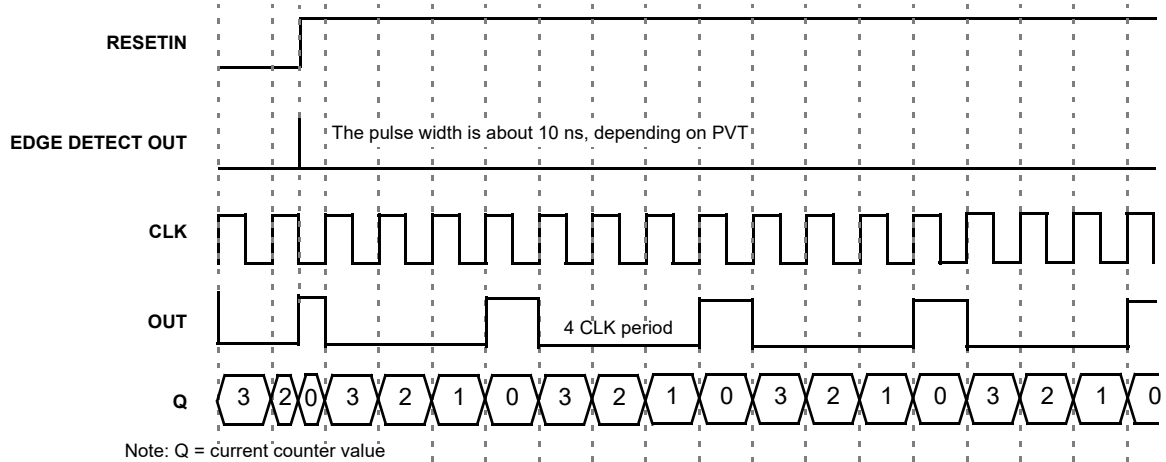 RESETIN
EDGE DETECT OUT
The pulse width is about 10 ns, depending on PVT
CLK
OUT
4 CLK period
Q
3 2 0 3 2 1 0 3 2 1 0 3 2 1 0 3 2 1 0
Note: Q = current counter value